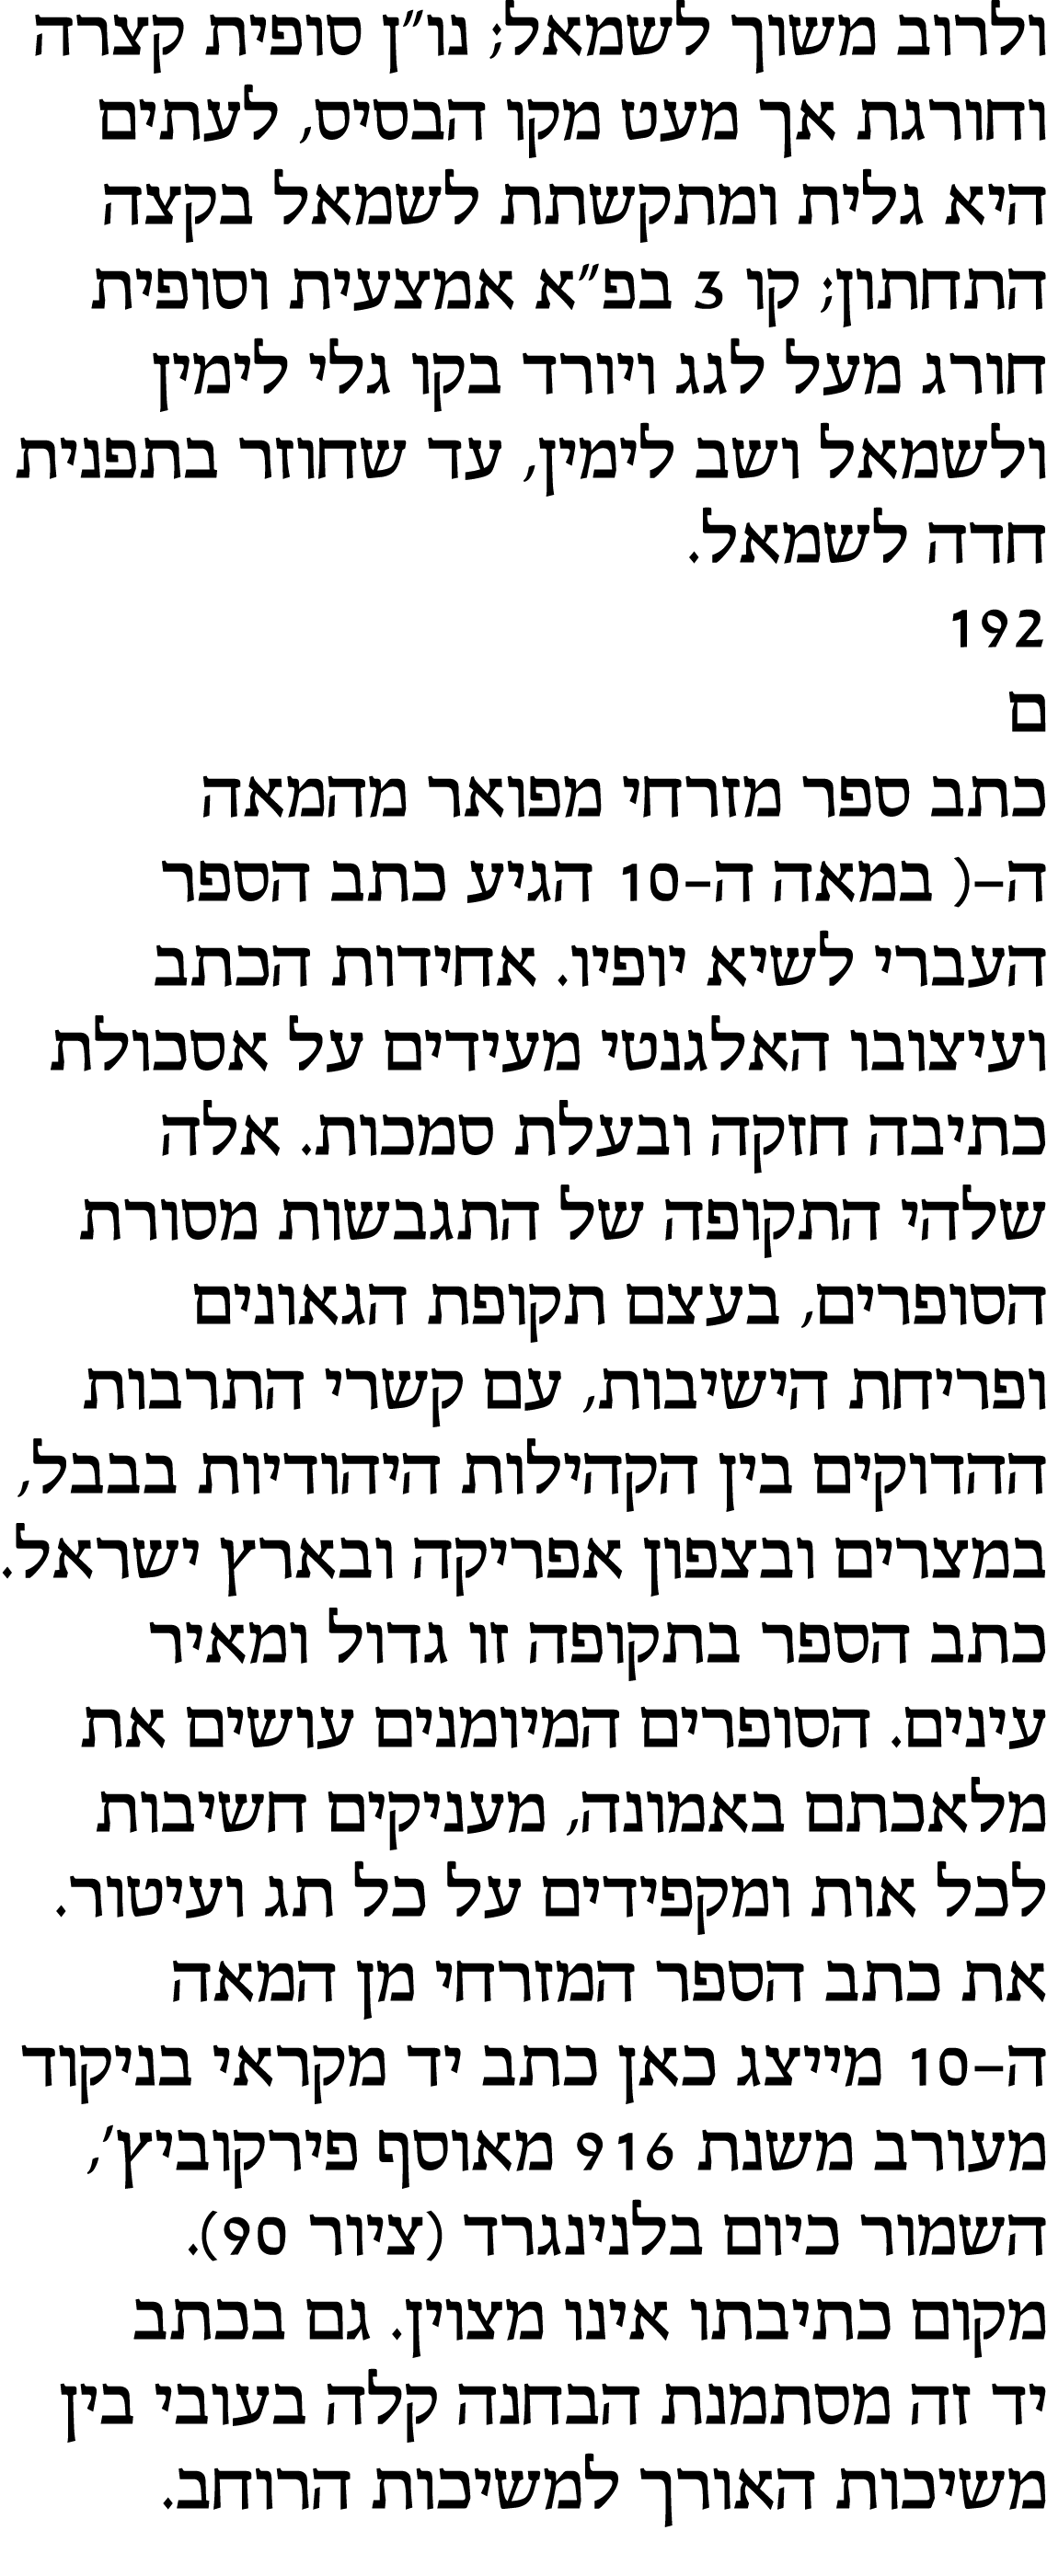 ולרוב משוך לשמאל; נו"ן סופית קצרה
וחורגת אך מעט מקו הבסיס, לעתים
היא גלית ומתקשתת לשמאל בקצה
התחתון; קו 3 בפ"א אמצעית וסופית
חורג מעל לגג ויורד בקו גלי לימין
ולשמאל ושב לימין, עד שחוזר בתפנית
חדה לשמאל.
192
ם
כתב ספר מזרחי מפואר מהמאה
ה-( במאה ה-10 הגיע כתב הספר
העברי לשיא יופיו. אחידות הכתב
ועיצובו האלגנטי מעידים על אסכולת
כתיבה חזקה ובעלת סמכות. אלה
שלהי התקופה של התגבשות מסורת
הסופרים, בעצם תקופת הגאונים
ופריחת הישיבות, עם קשרי התרבות
ההדוקים בין הקהילות היהודיות בבבל,
במצרים ובצפון אפריקה ובארץ ישראל.
כתב הספר בתקופה זו גדול ומאיר
עינים. הסופרים המיומנים עושים את
מלאכתם באמונה, מעניקים חשיבות
לכל אות ומקפידים על כל תג ועיטור.
את כתב הספר המזרחי מן המאה
ה-10 מייצג כאן כתב יד מקראי בניקוד
מעורב משנת 916 מאוסף פירקוביץ',
השמור כיום בלנינגרד (ציור 90).
מקום כתיבתו אינו מצוין. גם בכתב
יד זה מסתמנת הבחנה קלה בעובי בין
משיכות האורך למשיכות הרוחב.